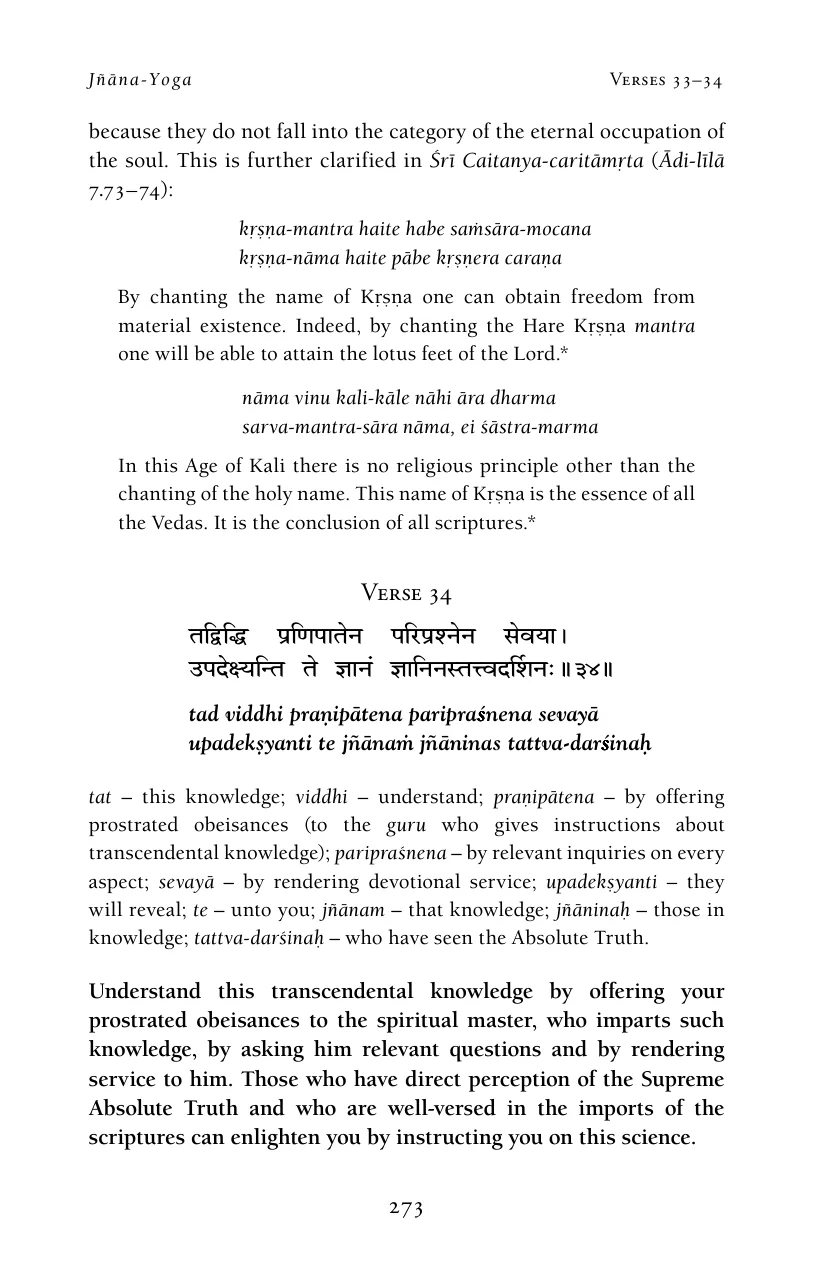 Jñāna-Yoga Verses 33–34
because they do not fall into the category of the eternal occupation of
the soul. This is further clarified in Śrī Caitanya-caritāmṛta (Ādi-līlā
7.73–74):
kṛṣṇa-mantra haite habe saṁsāra-mocana
kṛṣṇa-nāma haite pābe kṛṣṇera caraṇa
By chanting the name of Kṛṣṇa one can obtain freedom from
material existence. Indeed, by chanting the Hare Kṛṣṇa mantra
one will be able to attain the lotus feet of the Lord.*
nāma vinu kali-kāle nāhi āra dharma
sarva-mantra-sāra nāma, ei śāstra-marma
In this Age of Kali there is no religious principle other than the
chanting of the holy name. This name of Kṛṣṇa is the essence of all
the Vedas. It is the conclusion of all scriptures.*
Verse 34
तद्विद्धि प्रणिपातेन परिप्रश्नेन सेवया।
उपदेक्ष्यन्ति ते ज्ञानं ज्ञानिनस्तत्त्वदर्शिनः॥३४॥
tad viddhi praṇipātena paripraśnena sevayā
upadekṣyanti te jñānaṁ jñāninas tattva-darśinaḥ
tat – this knowledge; viddhi – understand; praṇipātena – by offering
prostrated obeisances (to the guru who gives instructions about
transcendental knowledge); paripraśnena – by relevant inquiries on every
aspect; sevayā – by rendering devotional service; upadekṣyanti – they
will reveal; te – unto you; jñānam – that knowledge; jñāninaḥ – those in
knowledge; tattva-darśinaḥ – who have seen the Absolute Truth.
Understand this transcendental knowledge by offering your
prostrated obeisances to the spiritual master, who imparts such
knowledge, by asking him relevant questions and by rendering
service to him. Those who have direct perception of the Supreme
Absolute Truth and who are well-versed in the imports of the
scriptures can enlighten you by instructing you on this science.
273